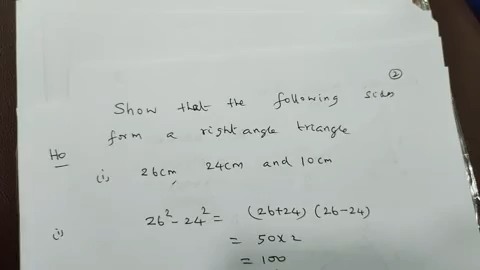 ②
Show that the following sides
form a right angle triangle
Ho
(i) 26cm, 24cm and 10cm
(i) 26² - 24² = (26+24) (26-24)
= 50×2
= 100